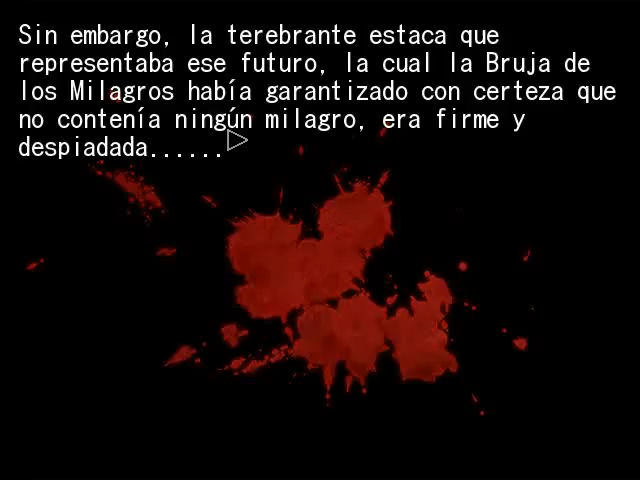 Sin embargo, la terebrante estaca que
representaba ese futuro, la cual la Bruja de
los Milagros había garantizado con certeza que
no contenía ningún milagro, era firme y
despiadada......